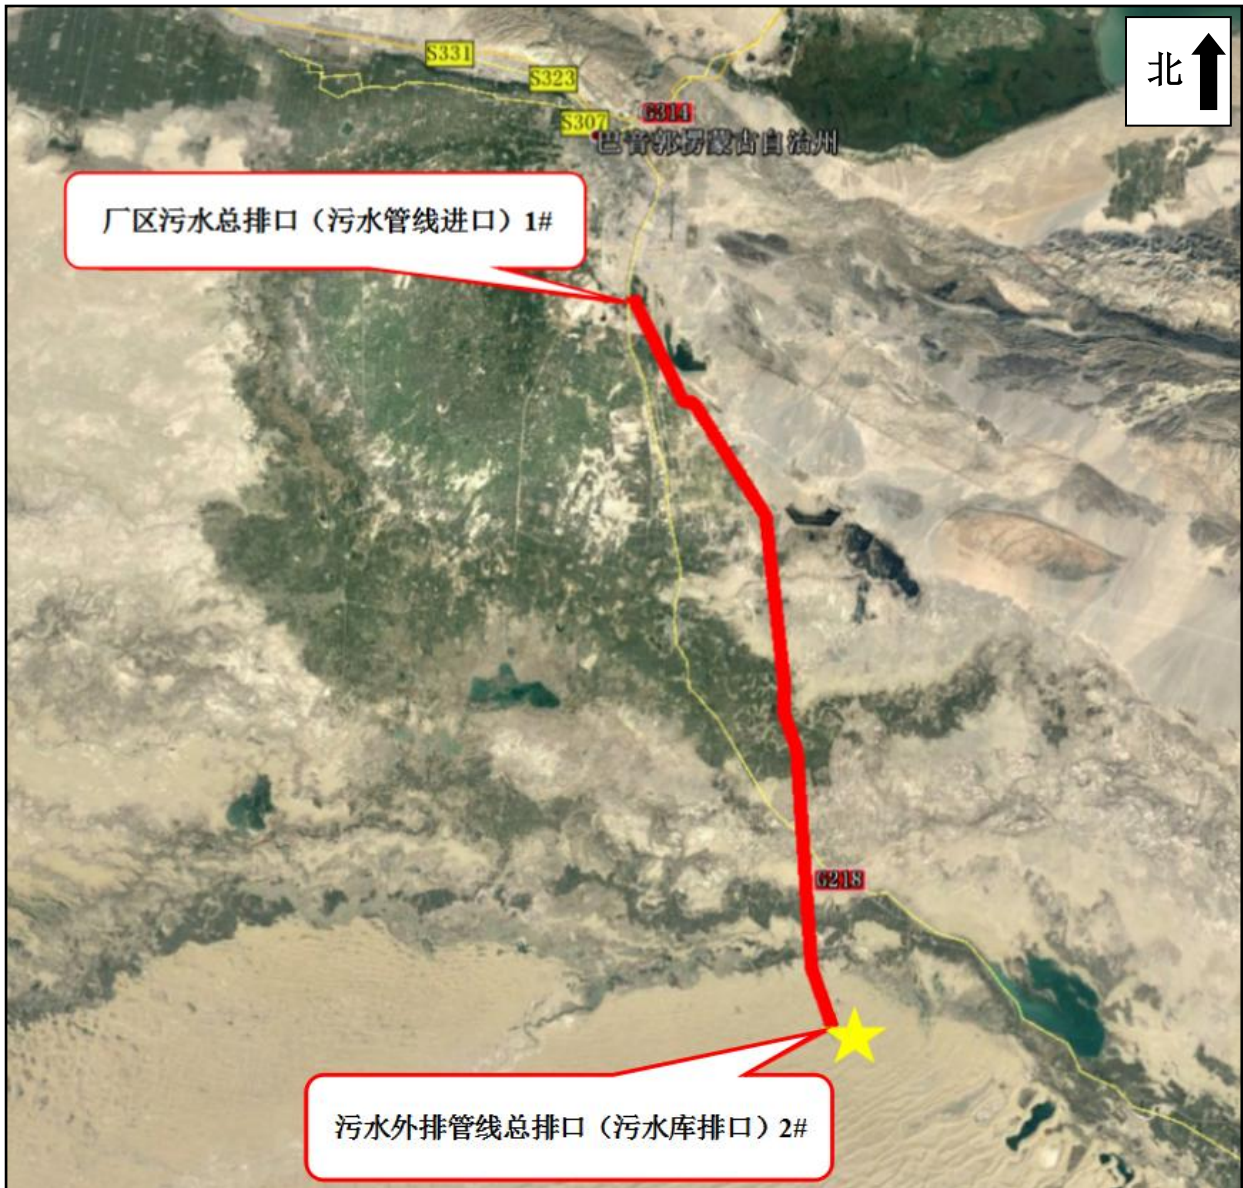 北
S331
S323
G314
S307
巴音郭楞蒙古自治州
厂区污水总排口（污水管线进口）1#
G218
污水外排管线总排口（污水库排口）2#